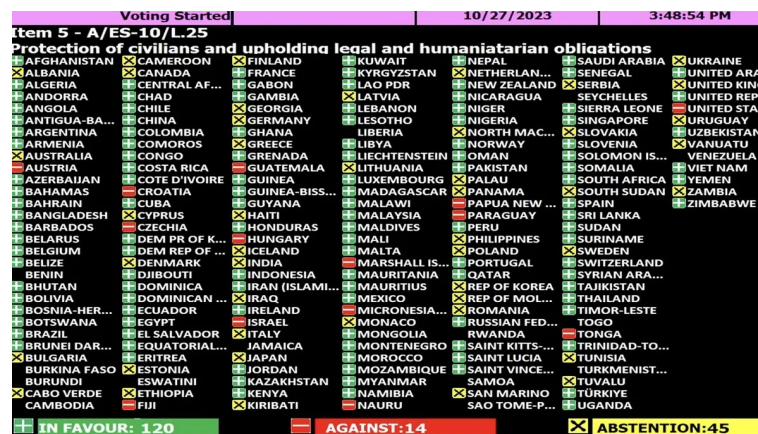 Voting Started 10/27/2023 3:48:54 PM
Item 5 - A/ES-10/L.25
Protection of civilians and upholding legal and humaniatarian obligations
AFGHANISTAN
ALBANIA
ALGERIA
ANDORRA
ANGOLA
ANTIGUA-BA...
ARGENTINA
ARMENIA
AUSTRALIA
AUSTRIA
AZERBAIJAN
BAHAMAS
BAHRAIN
BANGLADESH
BARBADOS
BELARUS
BELGIUM
BELIZE
BENIN
BHUTAN
BOLIVIA
BOSNIA-HER...
BOTSWANA
BRAZIL
BRUNEI DAR...
BULGARIA
BURKINA FASO
BURUNDI
CABO VERDE
CAMBODIA
CAMEROON
CANADA
CENTRAL AF...
CHAD
CHILE
CHINA
COLOMBIA
COMOROS
CONGO
COSTA RICA
COTE D'IVOIRE
CROATIA
CUBA
CYPRUS
CZECHIA
DEM PR OF K...
DEM REP OF ...
DENMARK
DJIBOUTI
DOMINICA
DOMINICAN ...
ECUADOR
EGYPT
EL SALVADOR
EQUATORIAL...
ERITREA
ESTONIA
ESWATINI
ETHIOPIA
FIJI
FINLAND
FRANCE
GABON
GAMBIA
GEORGIA
GERMANY
GHANA
GREECE
GRENADA
GUATEMALA
GUINEA
GUINEA-BISS...
GUYANA
HAITI
HONDURAS
HUNGARY
ICELAND
INDIA
INDONESIA
IRAN (ISLAMI...
IRAQ
IRELAND
ISRAEL
ITALY
JAMAICA
JAPAN
JORDAN
KAZAKHSTAN
KENYA
KIRIBATI
KUWAIT
KYRGYZSTAN
LAO PDR
LATVIA
LEBANON
LESOTHO
LIBERIA
LIBYA
LIECHTENSTEIN
LITHUANIA
LUXEMBOURG
MADAGASCAR
MALAWI
MALAYSIA
MALDIVES
MALI
MALTA
MARSHALL IS...
MAURITANIA
MAURITIUS
MEXICO
MICRONESIA...
MONACO
MONGOLIA
MONTENEGRO
MOROCCO
MOZAMBIQUE
MYANMAR
NAMIBIA
NAURU
NEPAL
NETHERLAN...
NEW ZEALAND
NICARAGUA
NIGER
NIGERIA
NORTH MAC...
NORWAY
OMAN
PAKISTAN
PALAU
PANAMA
PAPUA NEW ...
PARAGUAY
PERU
PHILIPPINES
POLAND
PORTUGAL
QATAR
REP OF KOREA
REP OF MOL...
ROMANIA
RUSSIAN FED...
RWANDA
SAINT KITTS-...
SAINT LUCIA
SAINT VINCE...
SAMOA
SAN MARINO
SAO TOME-P...
SAUDI ARABIA
SENEGAL
SERBIA
SEYCHELLES
SIERRA LEONE
SINGAPORE
SLOVAKIA
SLOVENIA
SOLOMON IS...
SOMALIA
SOUTH AFRICA
SOUTH SUDAN
SPAIN
SRI LANKA
SUDAN
SURINAME
SWEDEN
SWITZERLAND
SYRIAN ARA...
TAJIKISTAN
THAILAND
TIMOR-LESTE
TOGO
TONGA
TRINIDAD-TO...
TUNISIA
TURKMENIST...
TUVALU
TÜRKİYE
UGANDA
UKRAINE
UNITED ARA
UNITED KIN
UNITED REP
UNITED STA
URUGUAY
UZBEKISTAN
VANUATU
VENEZUELA
VIET NAM
YEMEN
ZAMBIA
ZIMBABWE
IN FAVOUR: 120 AGAINST:14 ABSTENTION:45